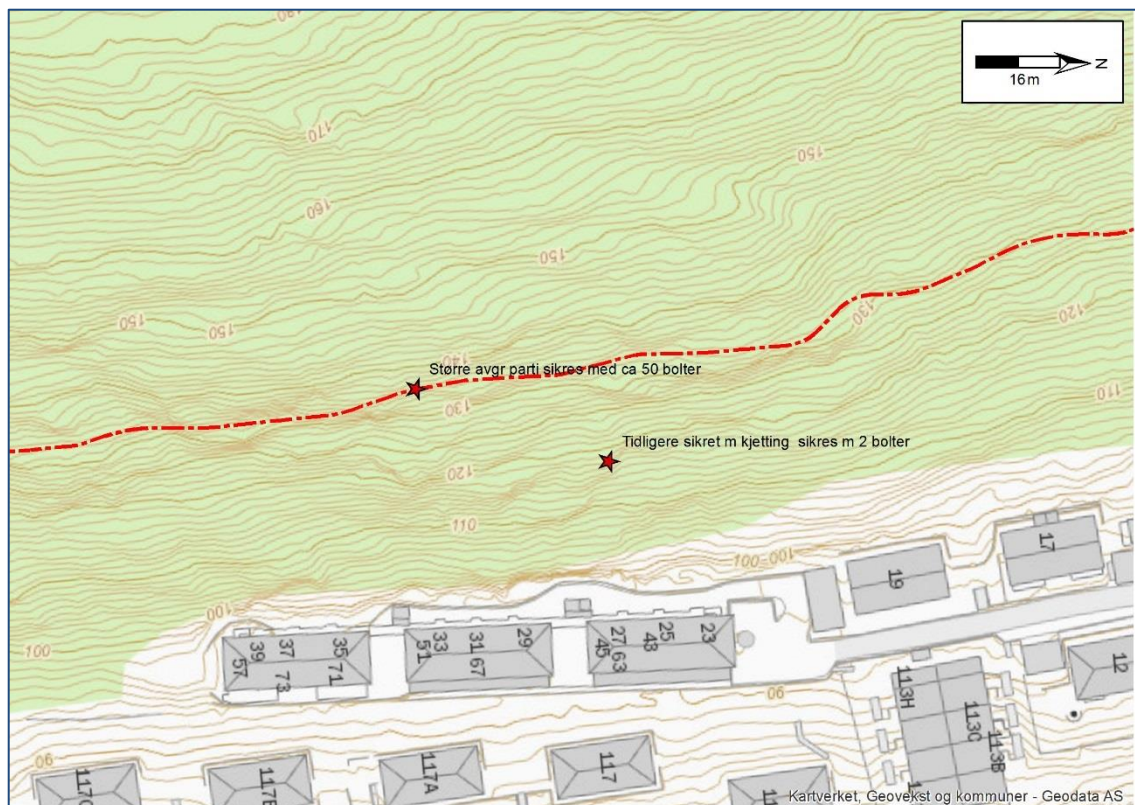 180
N
16 m
170
150
160
150
150
150
130
120
140
Større avgr parti sikres med ca 50 bolter
130
110
Tidligere sikret m kjetting sikres m 2 bolter
120
110
100-100
17
19
100
100
39 37 35
57 73 71
33 31 29
51 67
27 25 23
45 63 43
90
12
113H
113C
113B
90
117C
117B
117A
117
Kartverket, Geovekst og kommuner - Geodata AS